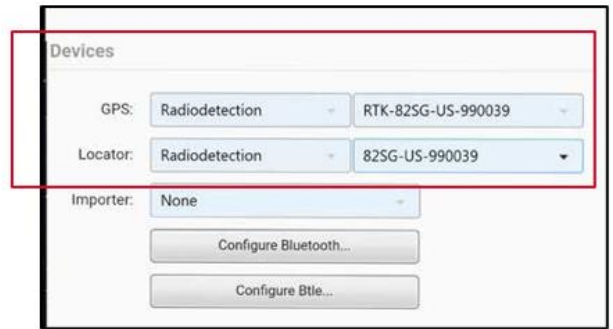 Devices
GPS: Radiodetection RTK-82SG-US-990039
Locator: Radiodetection 82SG-US-990039
Importer: None
Configure Bluetooth...
Configure Btle...